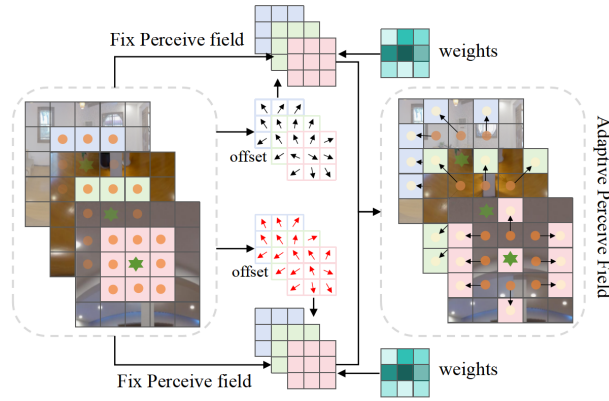 Fix Perceive field
weights
offset
Adaptive Perceive Field
offset
Fix Perceive field
weights